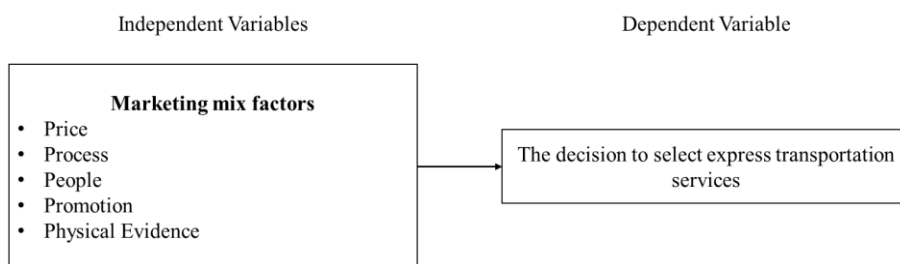 Independent Variables
Dependent Variable
Marketing mix factors
• Price
• Process
• People
• Promotion
• Physical Evidence
The decision to select express transportation
services